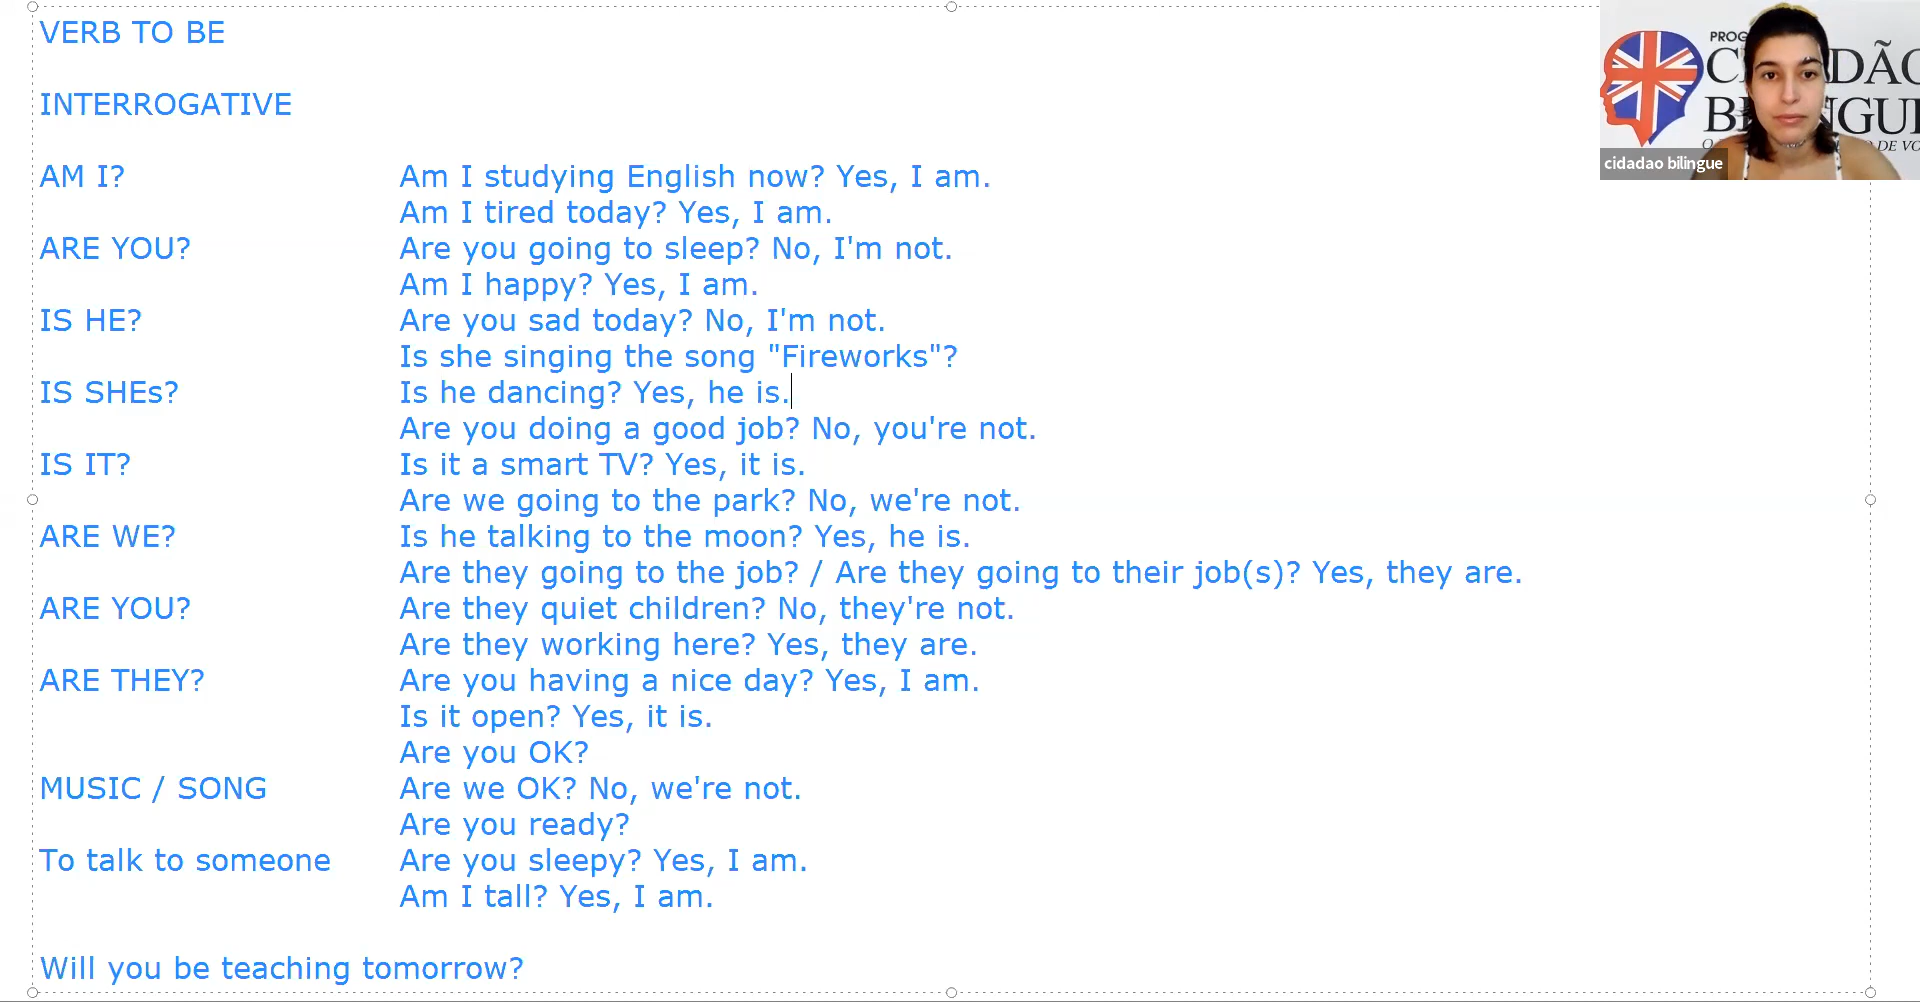 VERB TO BE
INTERROGATIVE
AM I? Am I studying English now? Yes, I am.
Am I tired today? Yes, I am.
ARE YOU? Are you going to sleep? No, I'm not.
Am I happy? Yes, I am.
IS HE? Are you sad today? No, I'm not.
Is she singing the song "Fireworks"?
IS SHEs? Is he dancing? Yes, he is.
Are you doing a good job? No, you're not.
IS IT? Is it a smart TV? Yes, it is.
Are we going to the park? No, we're not.
ARE WE? Is he talking to the moon? Yes, he is.
Are they going to the job? / Are they going to their job(s)? Yes, they are.
ARE YOU? Are they quiet children? No, they're not.
Are they working here? Yes, they are.
ARE THEY? Are you having a nice day? Yes, I am.
Is it open? Yes, it is.
Are you OK?
MUSIC / SONG Are we OK? No, we're not.
Are you ready?
To talk to someone Are you sleepy? Yes, I am.
Am I tall? Yes, I am.
Will you be teaching tomorrow?
cidadao bilingue